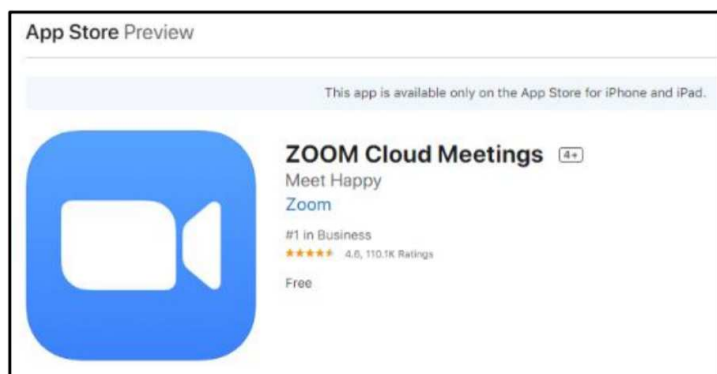 App Store Preview
This app is available only on the App Store for iPhone and iPad.
ZOOM Cloud Meetings 4+
Meet Happy
Zoom
#1 in Business
4.6, 110.1K Ratings
Free